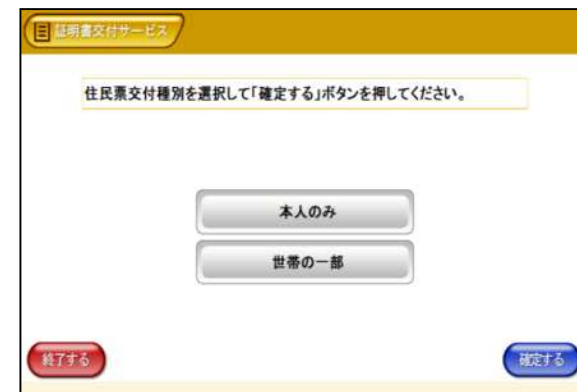 証明書交付サービス
住民票交付種別を選択して「確定する」ボタンを押してください。
本人のみ
世帯の一部
終了する
確定する